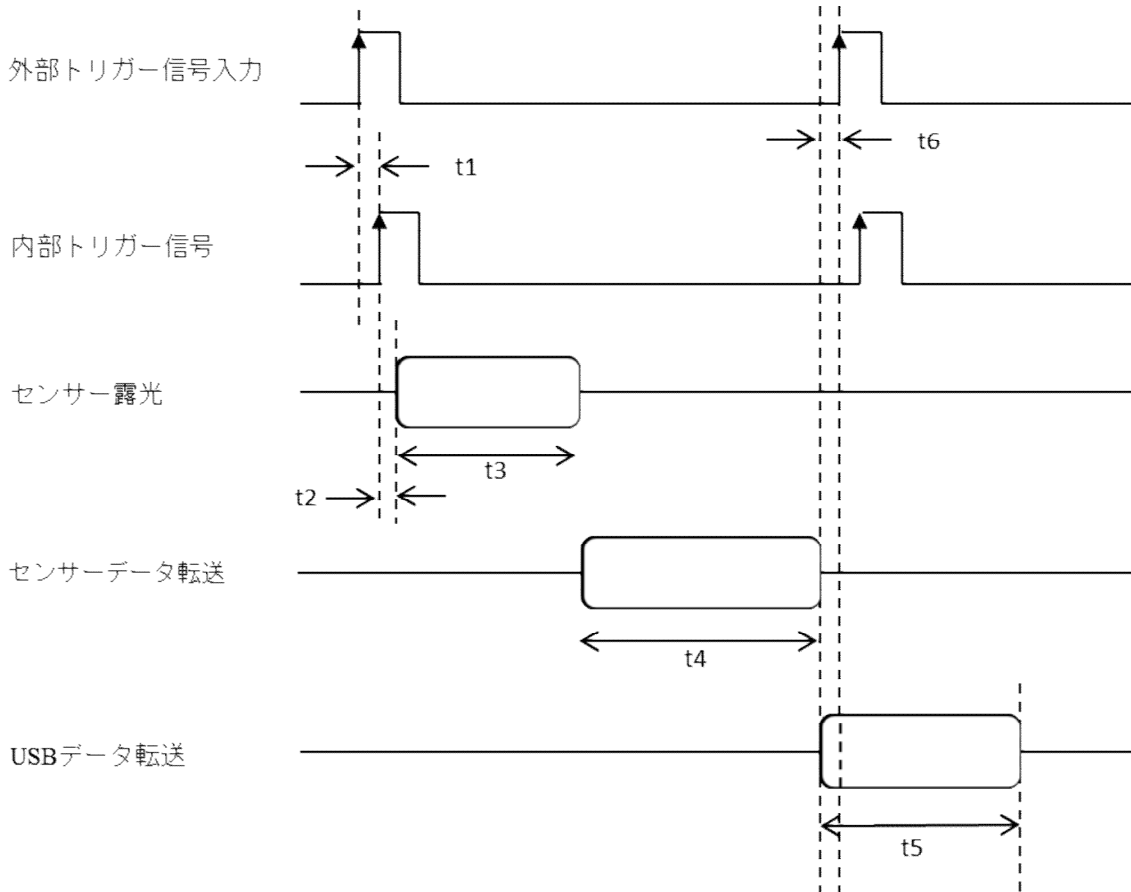 外部トリガー信号入力
t6
t1
内部トリガー信号
センサー露光
t3
t2
センサーデータ転送
t4
USBデータ転送
t5